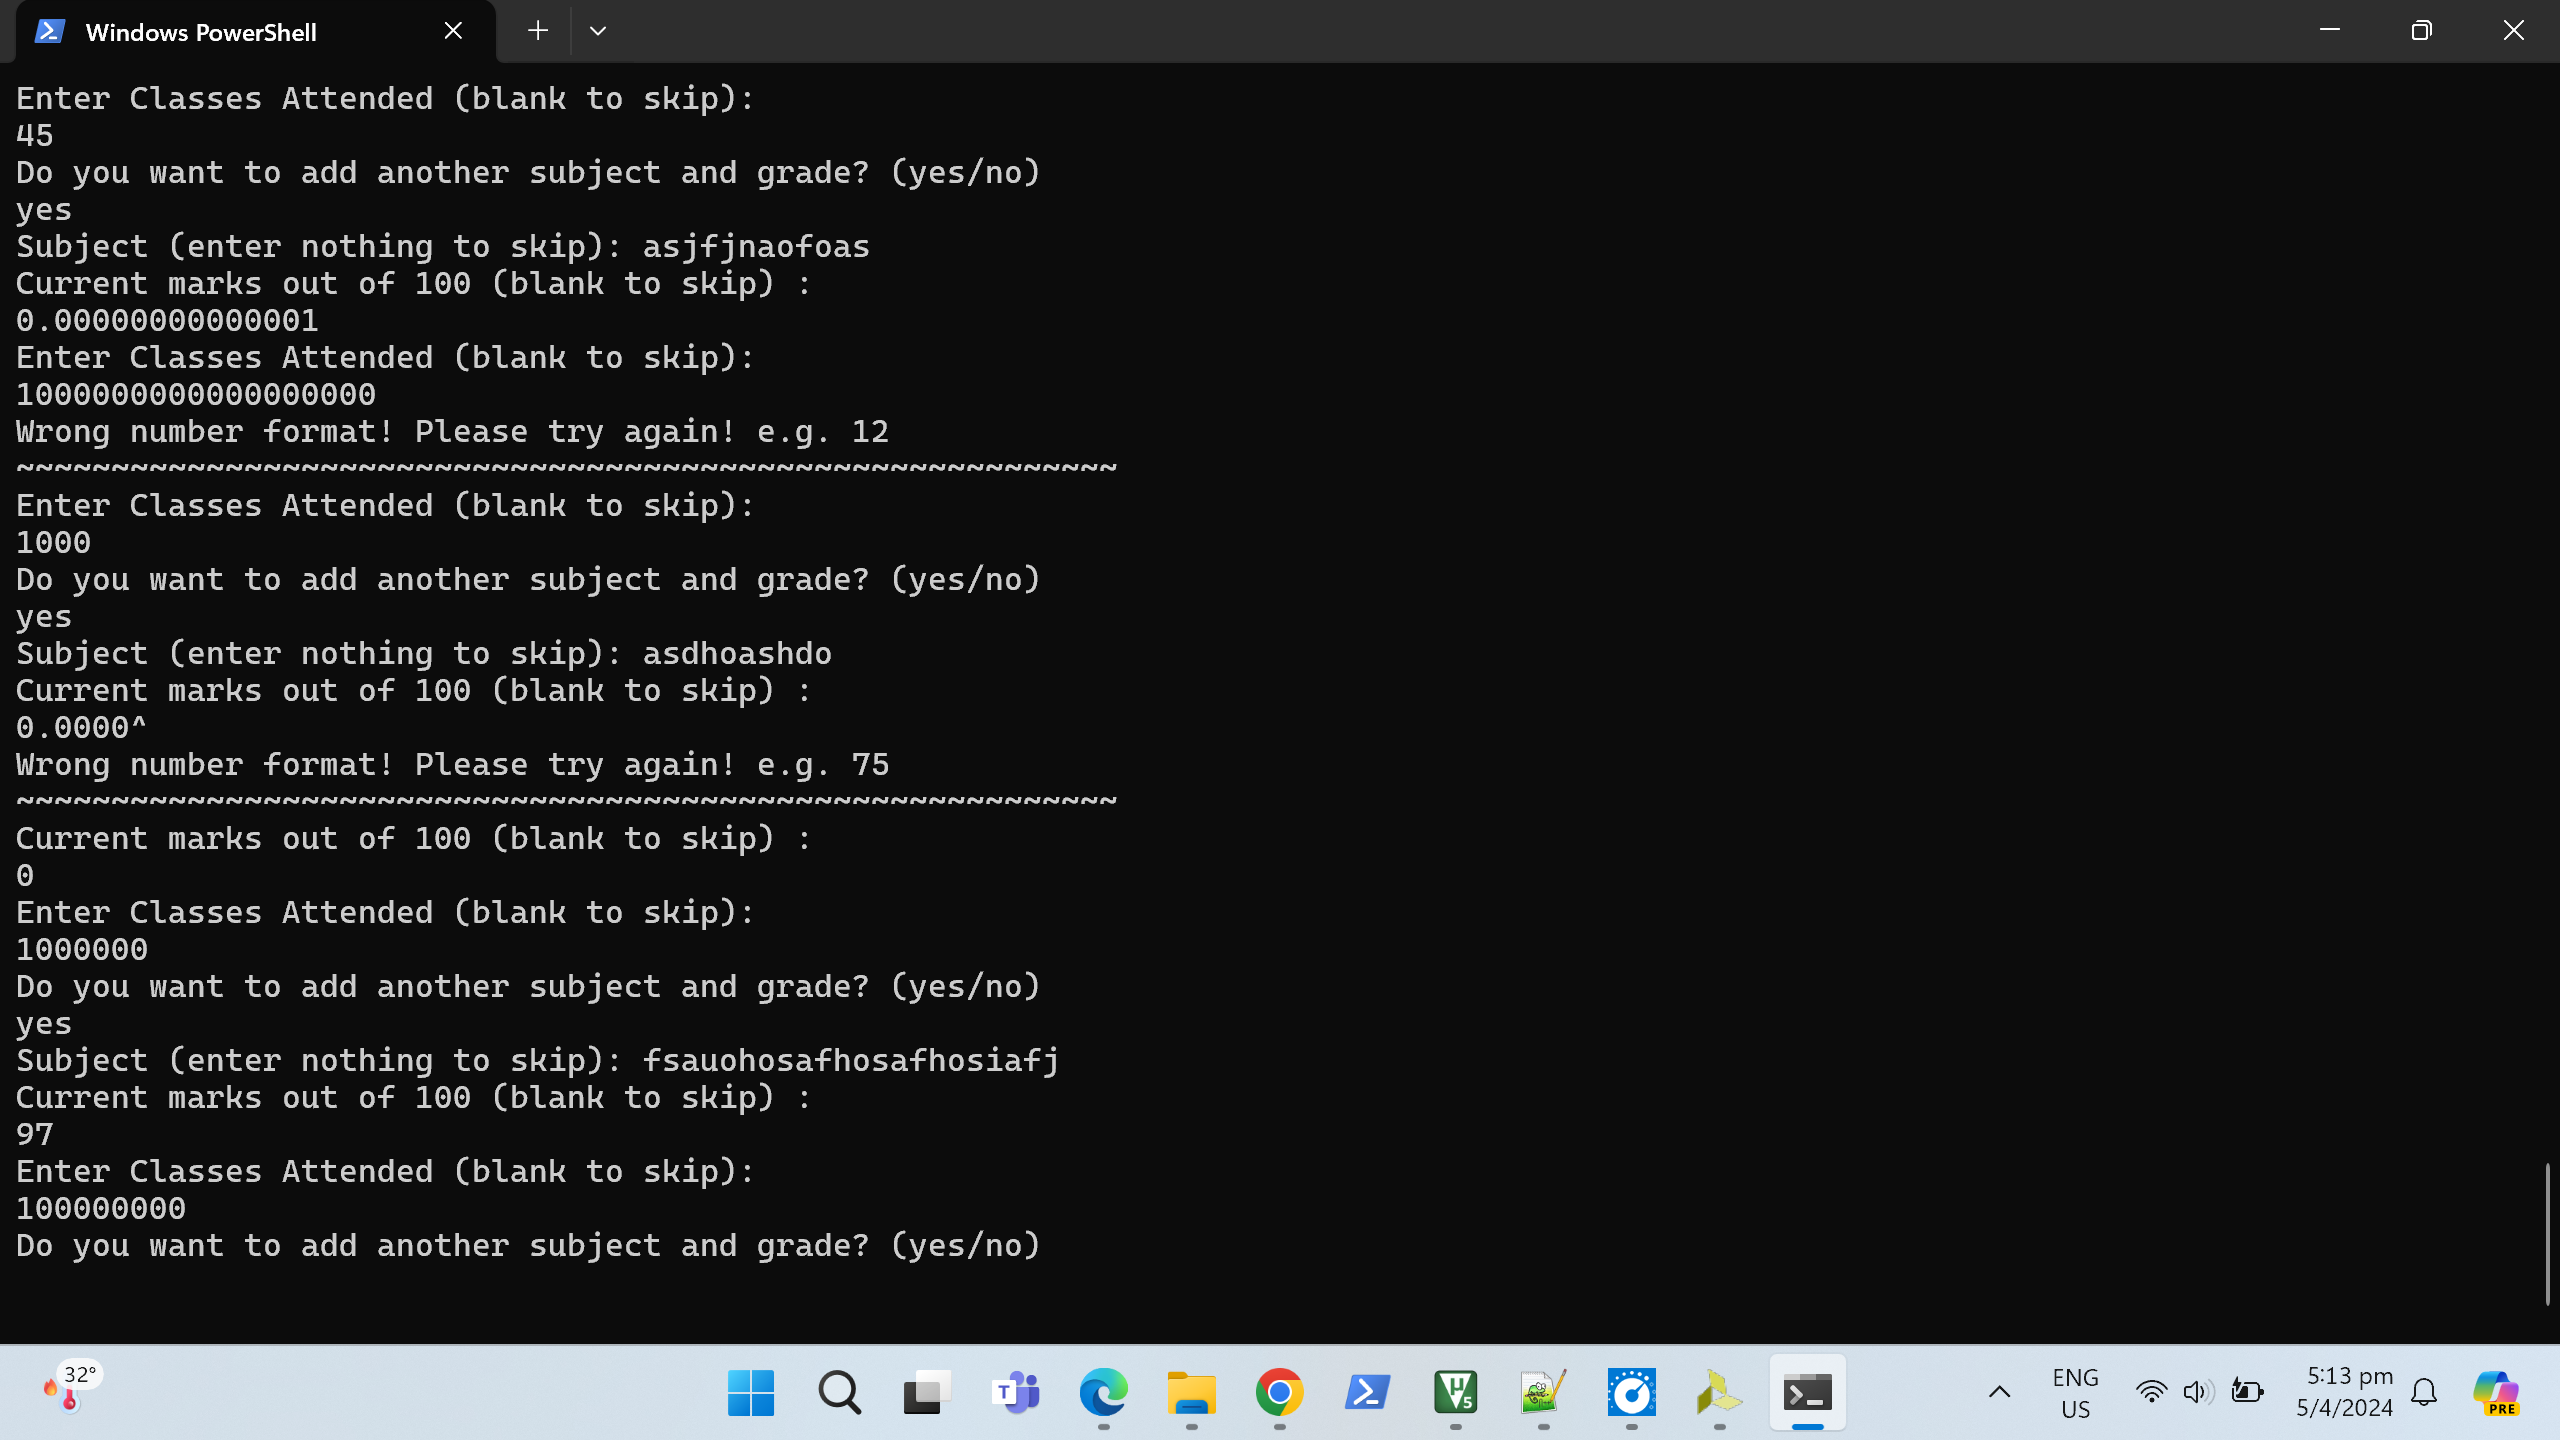 Windows PowerShell
Enter Classes Attended (blank to skip):
45
Do you want to add another subject and grade? (yes/no)
yes
Subject (enter nothing to skip): asjfjnaofoas
Current marks out of 100 (blank to skip) :
0.00000000000001
Enter Classes Attended (blank to skip):
1000000000000000000
Wrong number format! Please try again! e.g. 12
~~~~~~~~~~~~~~~~~~~~~~~~~~~~~~~~~~~~~~~~~~~~~~~~~~~~~~~~~~
Enter Classes Attended (blank to skip):
1000
Do you want to add another subject and grade? (yes/no)
yes
Subject (enter nothing to skip): asdhoashdo
Current marks out of 100 (blank to skip) :
0.0000^
Wrong number format! Please try again! e.g. 75
~~~~~~~~~~~~~~~~~~~~~~~~~~~~~~~~~~~~~~~~~~~~~~~~~~~~~~~~~~
Current marks out of 100 (blank to skip) :
0
Enter Classes Attended (blank to skip):
1000000
Do you want to add another subject and grade? (yes/no)
yes
Subject (enter nothing to skip): fsauohosafhosafhosiafj
Current marks out of 100 (blank to skip) :
97
Enter Classes Attended (blank to skip):
100000000
Do you want to add another subject and grade? (yes/no)
32°
T
μ
5
ENG
US
5:13 pm
5/4/2024
PRE